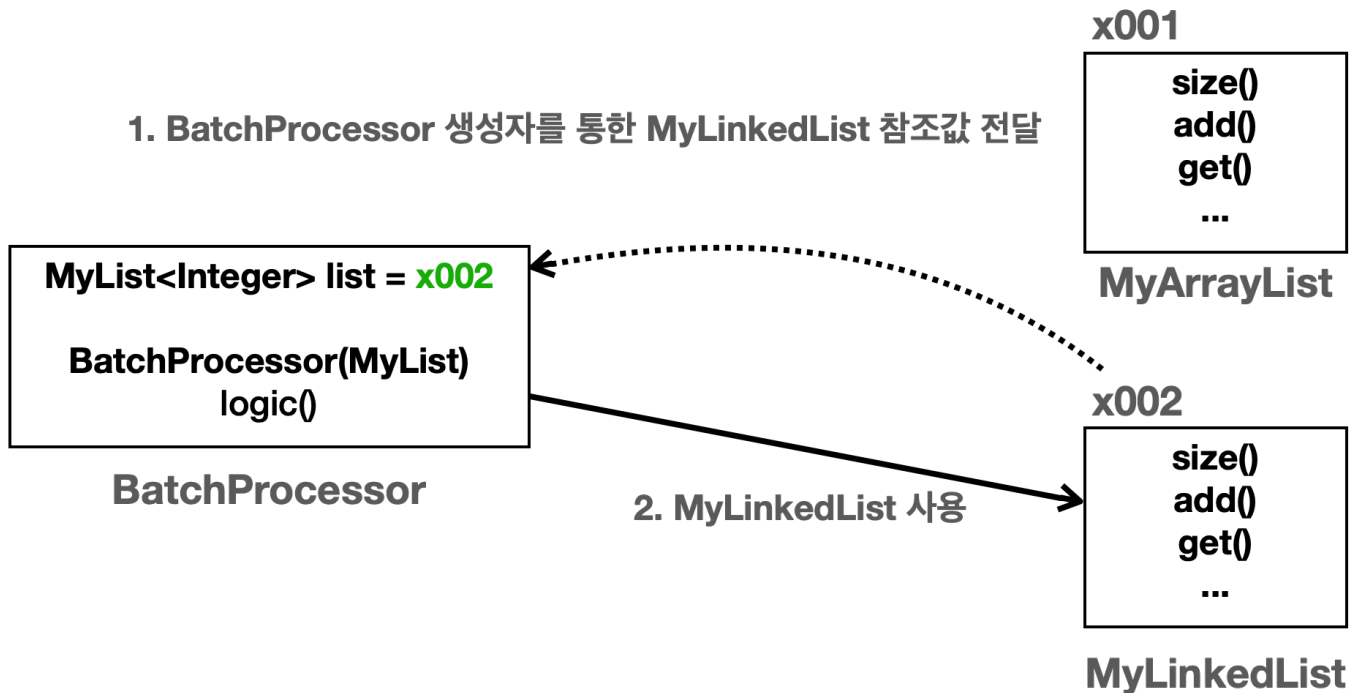 x001
size()
add()
get()
...
MyArrayList
1. BatchProcessor 생성자를 통한 MyLinkedList 참조값 전달
MyList<Integer> list = x002
BatchProcessor(MyList)
logic()
BatchProcessor
2. MyLinkedList 사용
x002
size()
add()
get()
...
MyLinkedList